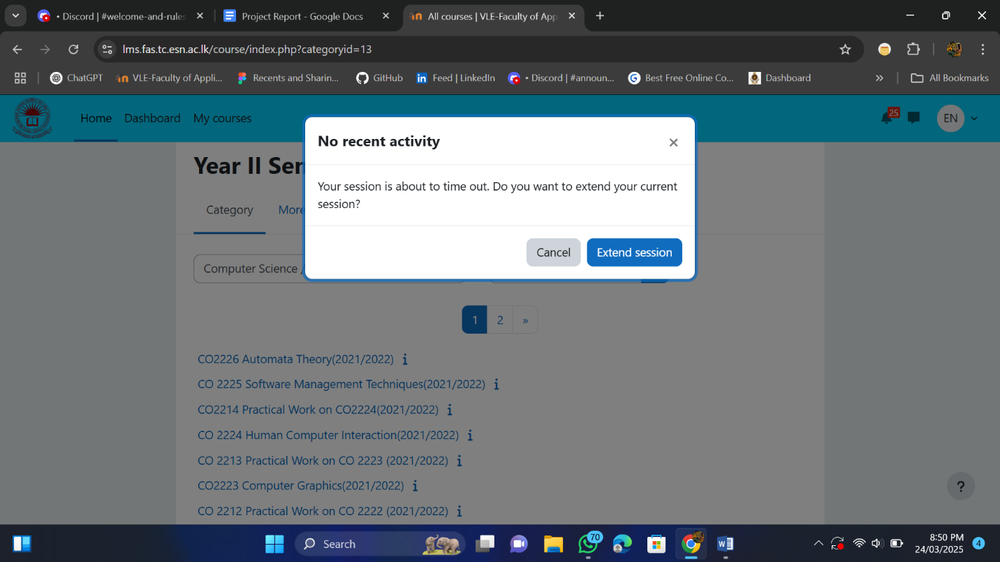 • Discord | #welcome-and-rules
Project Report - Google Docs
All courses | VLE-Faculty of App
lms.fas.tc.esn.ac.lk/course/index.php?categoryid=13
ChatGPT
VLE-Faculty of Appli...
Recents and Sharin...
GitHub
Feed | LinkedIn
• Discord | #announ...
Best Free Online Co...
Dashboard
»
All Bookmarks
Home
Dashboard
My courses
25
EN
No recent activity
×
Your session is about to time out. Do you want to extend your current
session?
Cancel
Extend session
Year II Sem
Category
More
Computer Science /
1
2
»
CO2226 Automata Theory(2021/2022)
CO 2225 Software Management Techniques(2021/2022)
CO2214 Practical Work on CO2224(2021/2022)
CO 2224 Human Computer Interaction(2021/2022)
CO 2213 Practical Work on CO 2223 (2021/2022)
CO2223 Computer Graphics(2021/2022)
CO 2212 Practical Work on CO 2222 (2021/2022)
?
Search
70
8:50 PM
24/03/2025
4